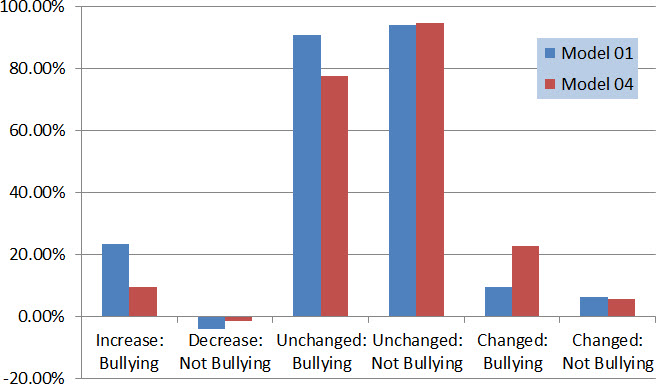 100.00%
80.00%
60.00%
40.00%
20.00%
0.00%
-20.00%
Model 01
Model 04
Increase:
Bullying
Decrease:
Not Bullying
Unchanged:
Bullying
Unchanged:
Not Bullying
Changed:
Bullying
Changed:
Not Bullying